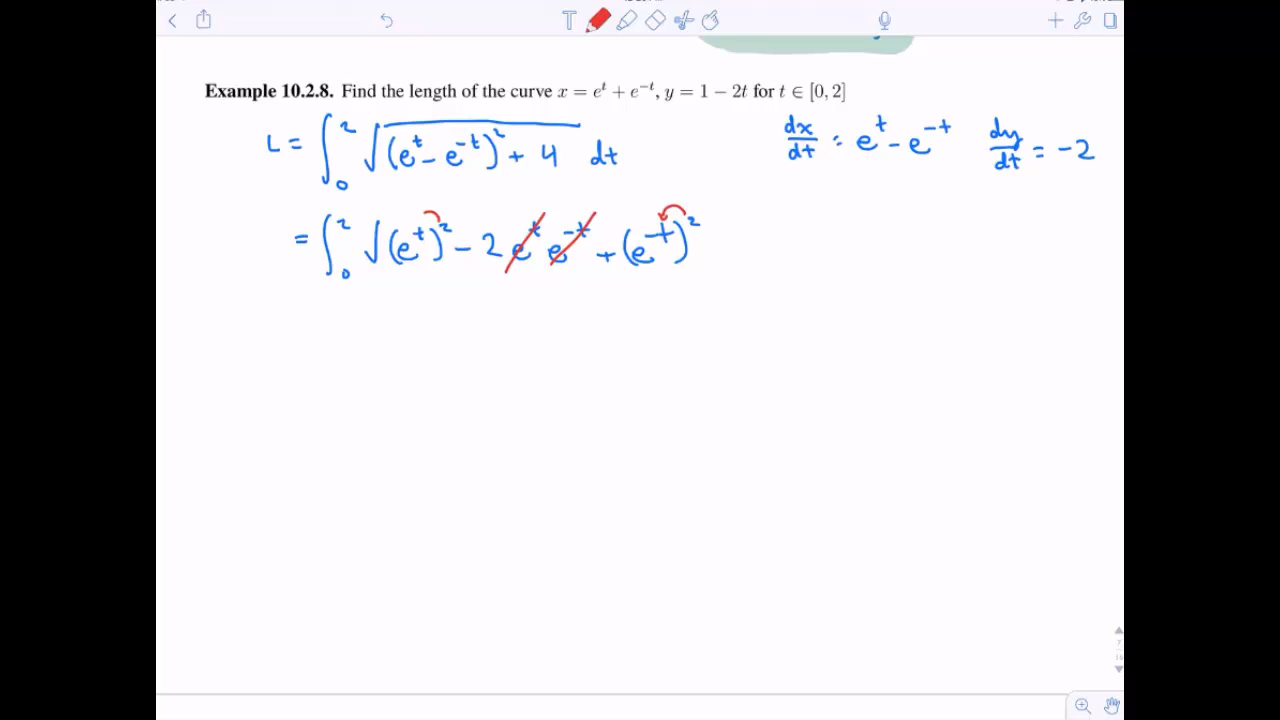 Example 10.2.8. Find the length of the curve x = e^t + e^{-t}, y = 1 − 2t for t ∈ [0, 2]
L = ∫_0^2 √((e^t − e^{-t})^2 + 4) dt
dx/dt = e^t − e^{-t} dy/dt = −2
= ∫_0^2 √(e^t)^2 − 2 e^t e^{-t} + (e^{-t})^2